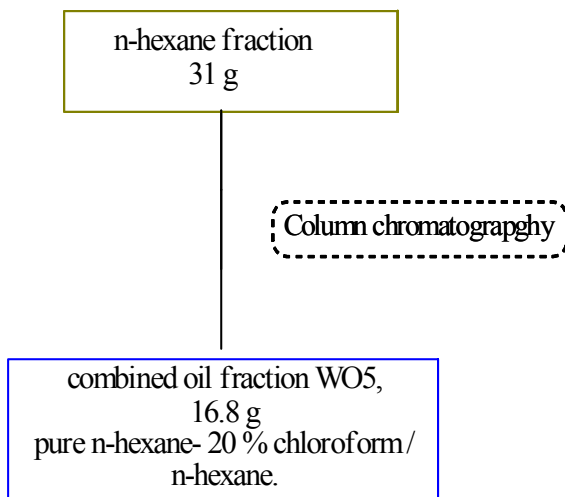 n-hexane fraction
31 g
Column chromatograpghy
combined oil fraction WO5,
16.8 g
pure n-hexane- 20 % chloroform /
n-hexane.